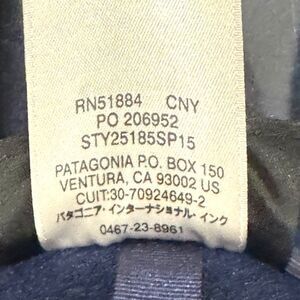 RN51884 CNY
PO 206952
STY25185SP15
PATAGONIA P.O. BOX 150
VENTURA, CA 93002 US
CUIT:30-70924649-2
パタゴニア・インターナショナル・インク
0467-23-8961